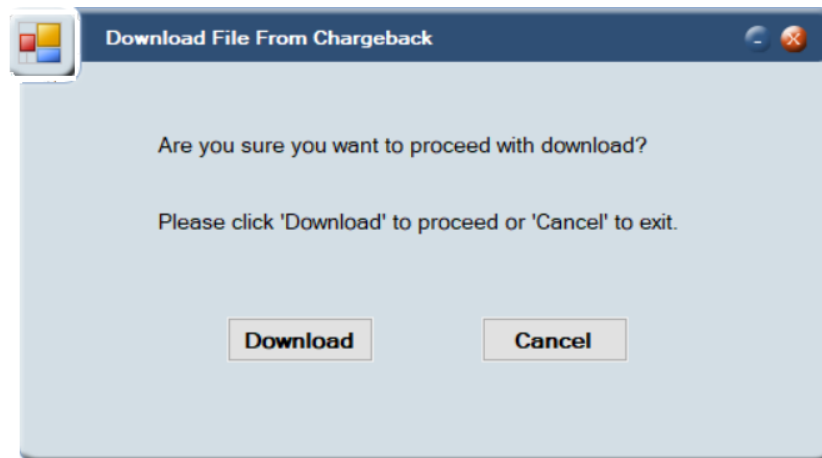 Download File From Chargeback
Are you sure you want to proceed with download?
Please click 'Download' to proceed or 'Cancel' to exit.
Download Cancel